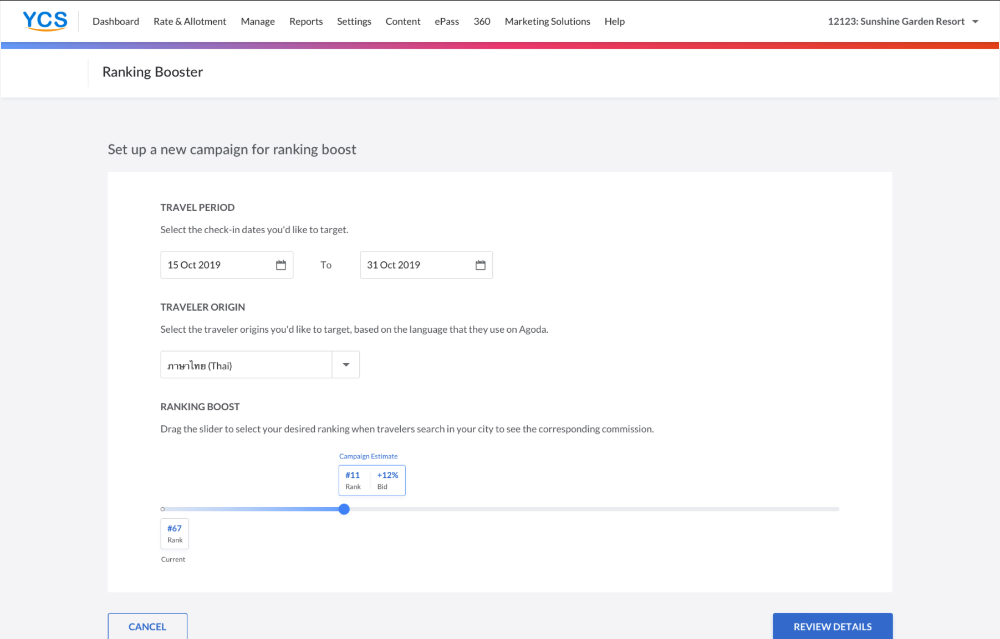 YCS
Dashboard
Rate & Allotment
Manage
Reports
Settings
Content
ePass
360
Marketing Solutions
Help
12123: Sunshine Garden Resort
Ranking Booster
Set up a new campaign for ranking boost
TRAVEL PERIOD
Select the check-in dates you'd like to target.
15 Oct 2019
To
31 Oct 2019
TRAVELER ORIGIN
Select the traveler origins you'd like to target, based on the language that they use on Agoda.
ภาษาไทย (Thai)
RANKING BOOST
Drag the slider to select your desired ranking when travelers search in your city to see the corresponding commission.
Campaign Estimate
#11
+12%
Rank
Bid
#67
Rank
Current
CANCEL
REVIEW DETAILS